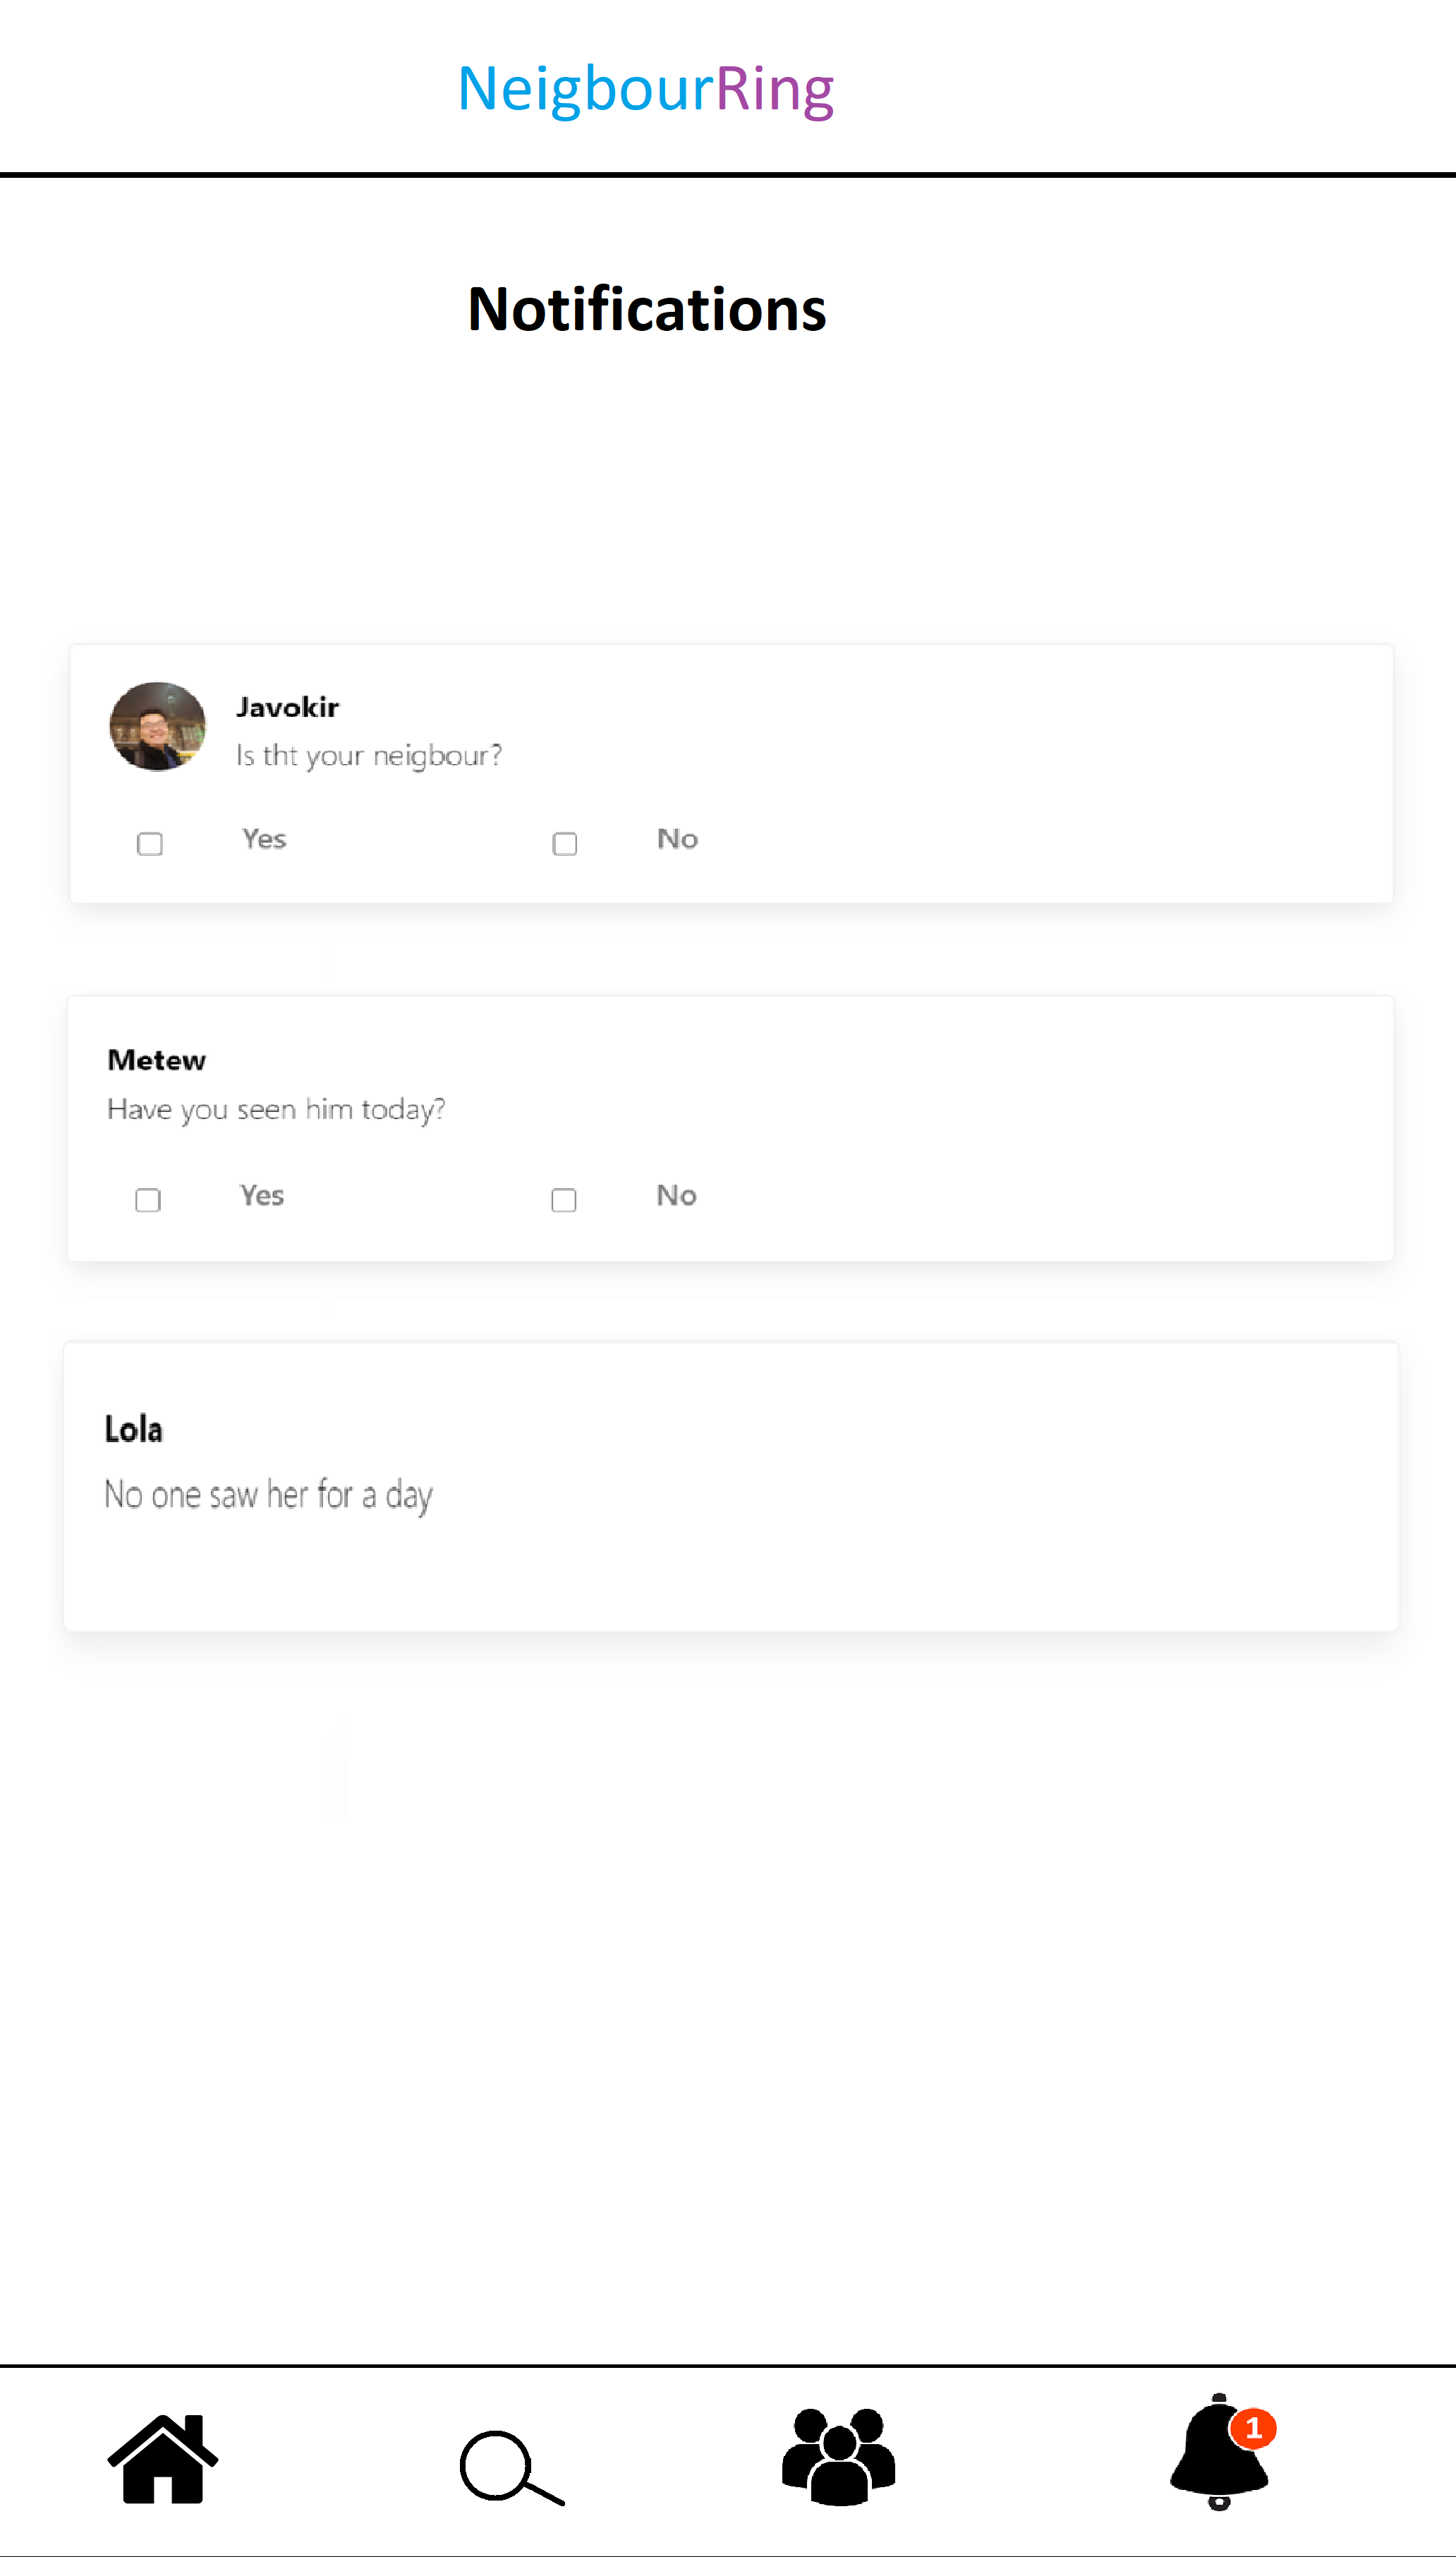 NeigbourRing
Notifications
Javokir
Is tht your neigbour?
Yes No
Metew
Have you seen him today?
Yes No
Lola
No one saw her for a day
1